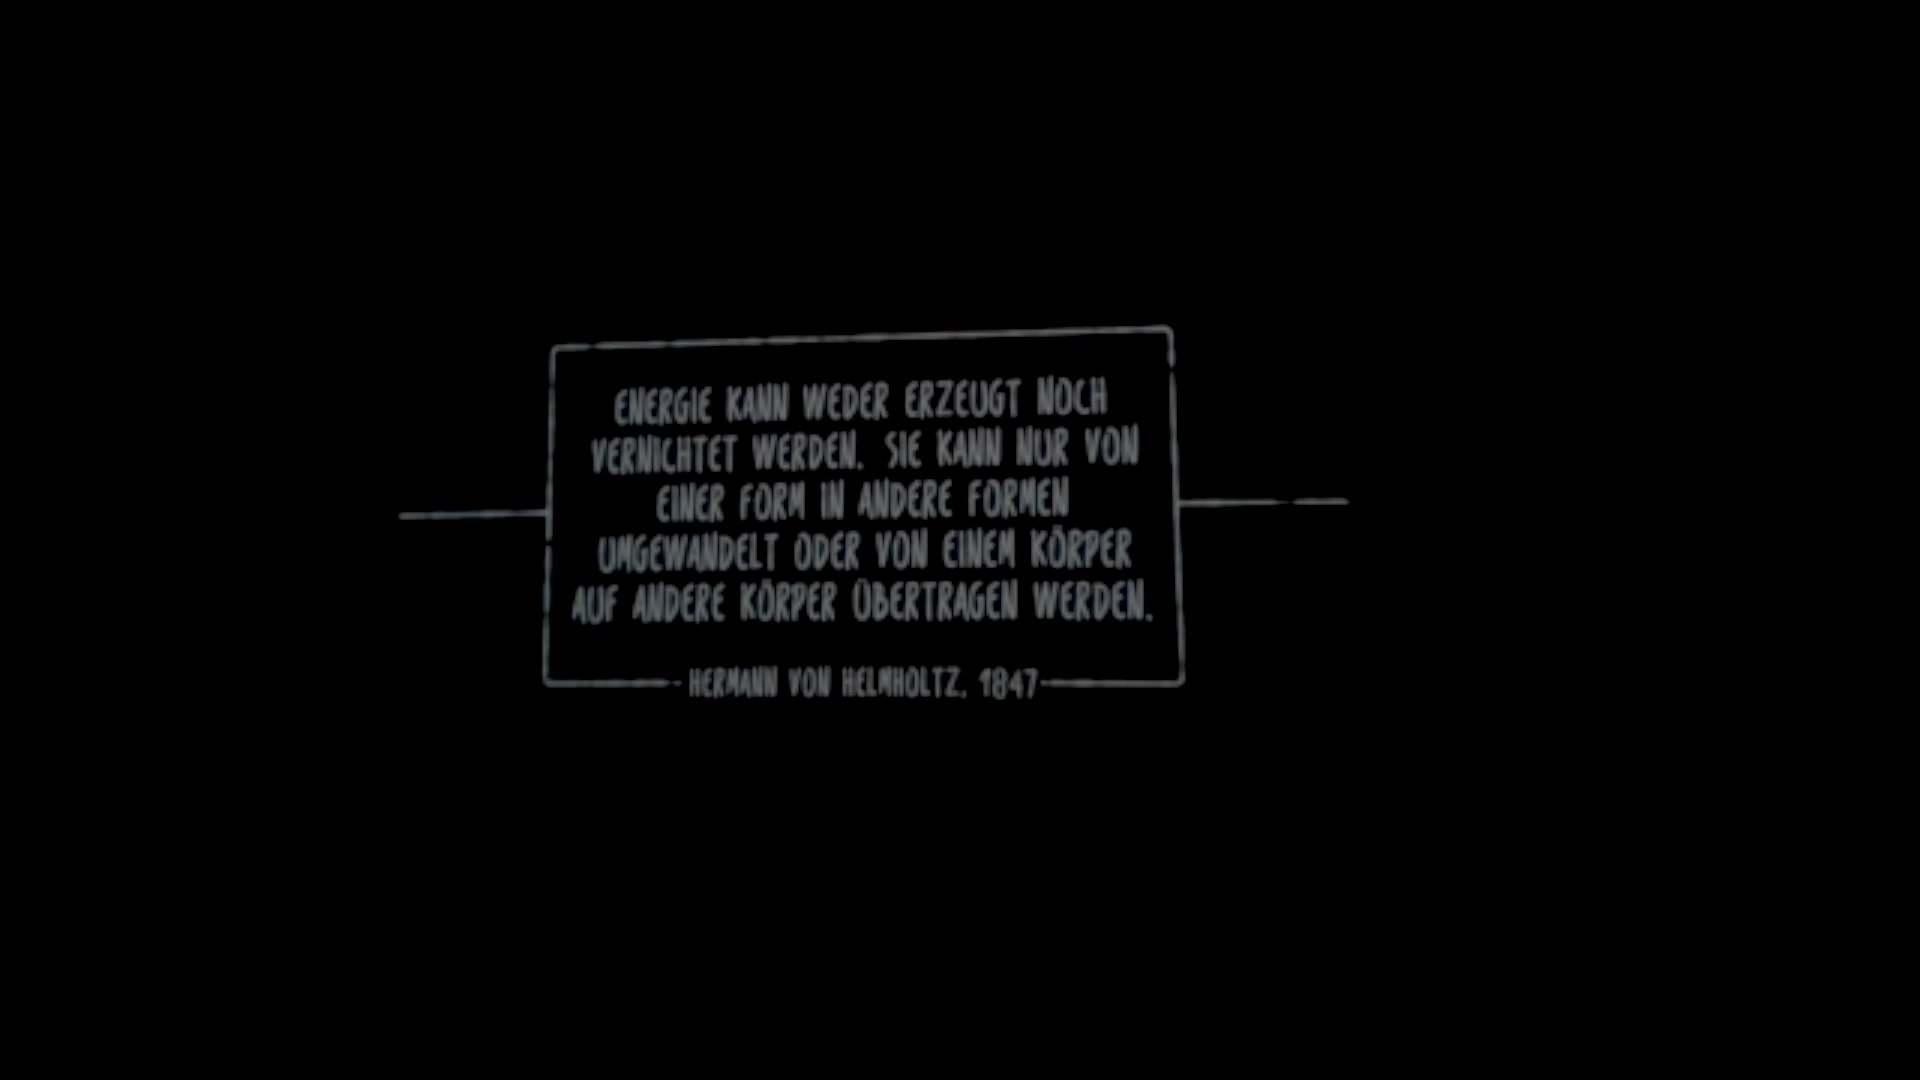 ENERGIE KANN WEDER ERZEUGT NOCH
VERNICHTET WERDEN. SIE KANN NUR VON
EINER FORM IN ANDERE FORMEN
UMGEWANDELT ODER VON EINEM KÖRPER
AUF ANDERE KÖRPER ÜBERTRAGEN WERDEN.
HERMANN VON HELMHOLTZ, 1847